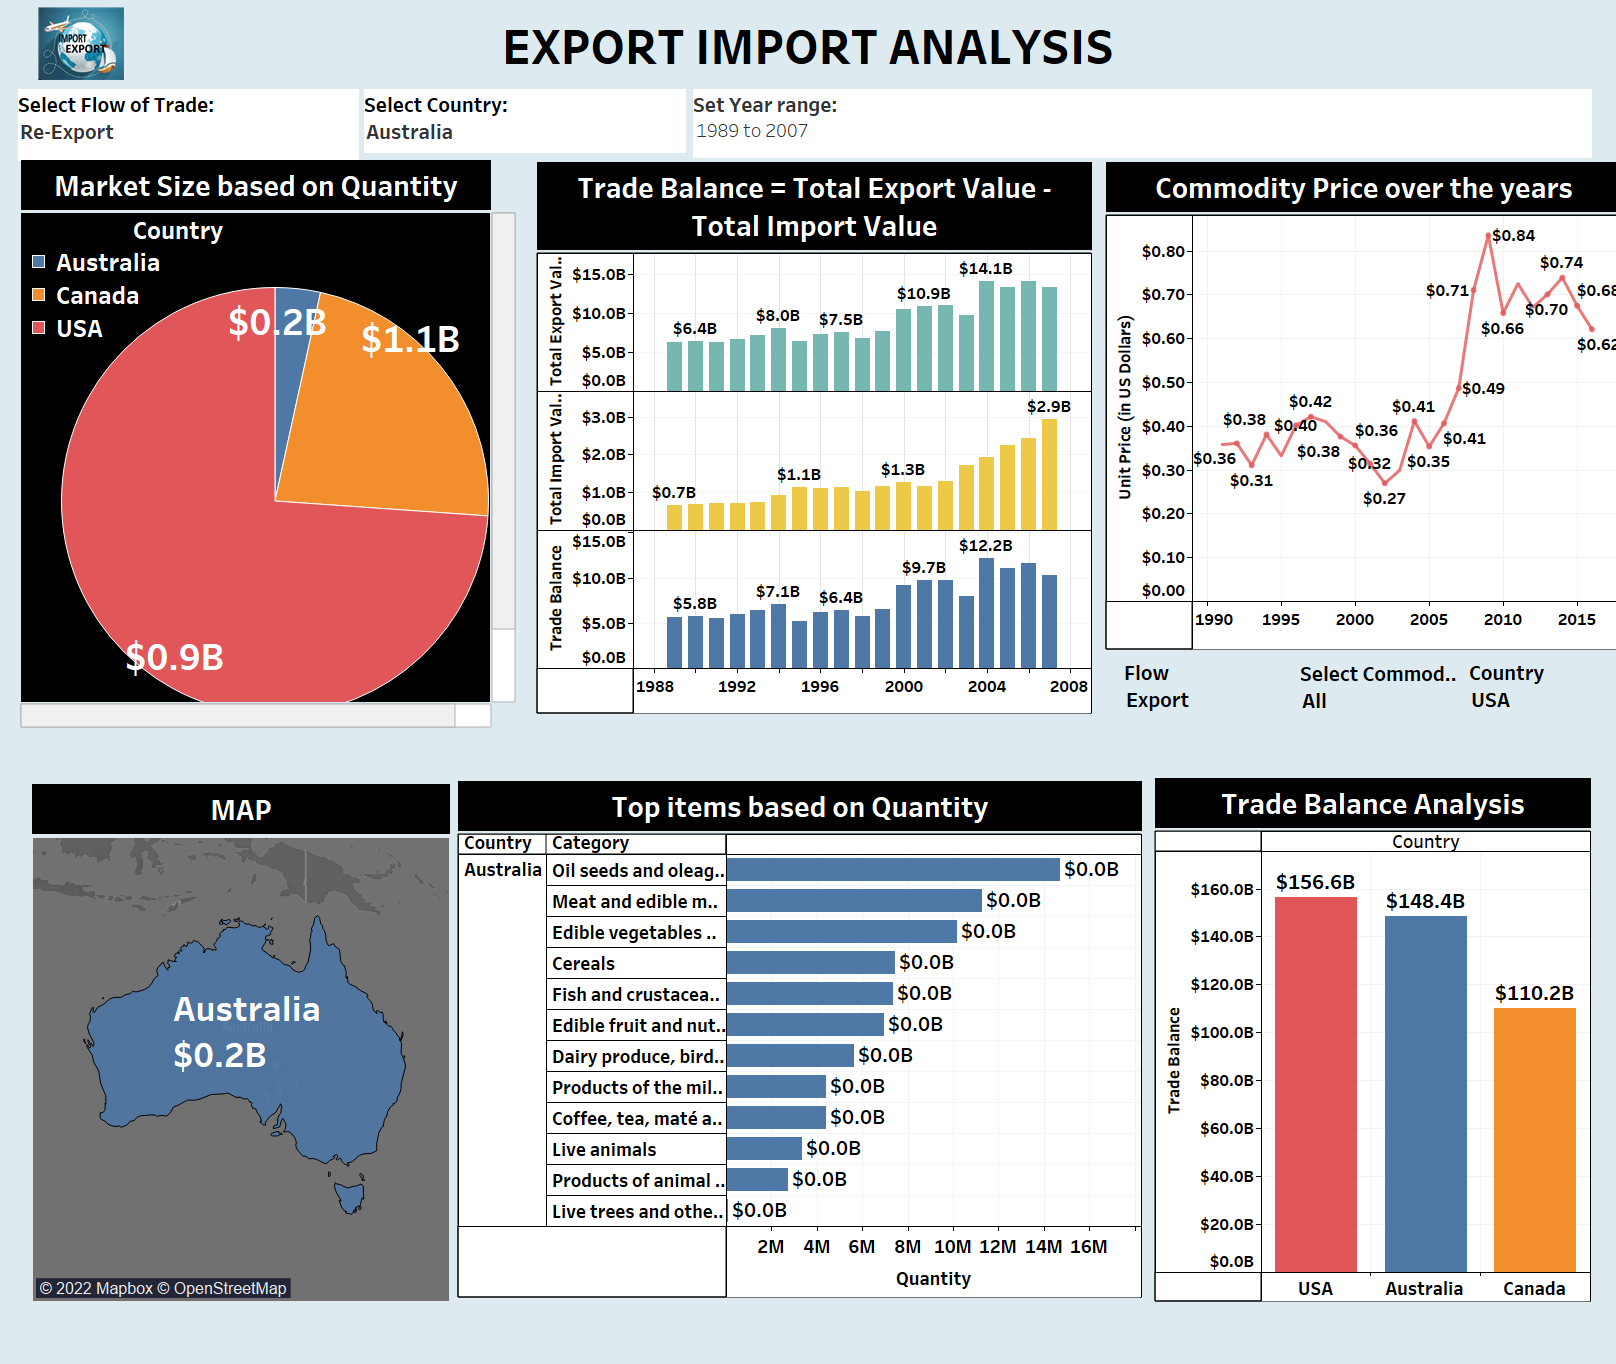 IMPORT
EXPORT
EXPORT IMPORT ANALYSIS
Select Flow of Trade:
Re-Export
Select Country:
Australia
Set Year range:
1989 to 2007
Market Size based on Quantity
Country
Australia
Canada
USA
$0.2B
$1.1B
$0.9B
Trade Balance = Total Export Value -
Total Import Value
Total Export Val..
$15.0B
$10.0B
$5.0B
$0.0B
$6.4B
$8.0B
$7.5B
$10.9B
$14.1B
Total Import Val..
$3.0B
$2.0B
$1.0B
$0.0B
$0.7B
$1.1B
$1.3B
$2.9B
Trade Balance
$15.0B
$10.0B
$5.0B
$0.0B
$5.8B
$7.1B
$6.4B
$9.7B
$12.2B
1988
1992
1996
2000
2004
2008
Commodity Price over the years
Unit Price (in US Dollars)
$0.80
$0.70
$0.60
$0.50
$0.40
$0.30
$0.20
$0.10
$0.00
$0.36
$0.38
$0.31
$0.40
$0.42
$0.38
$0.36
$0.32
$0.27
$0.41
$0.35
$0.41
$0.49
$0.71
$0.84
$0.66
$0.70
$0.74
$0.68
$0.62
1990
1995
2000
2005
2010
2015
Flow
Export
Select Commod..
All
Country
USA
MAP
Australia
Australia
$0.2B
© 2022 Mapbox © OpenStreetMap
Top items based on Quantity
Country
Category
Australia
Oil seeds and oleag..
$0.0B
Meat and edible m..
$0.0B
Edible vegetables ..
$0.0B
Cereals
$0.0B
Fish and crustacea..
$0.0B
Edible fruit and nut..
$0.0B
Dairy produce, bird..
$0.0B
Products of the mil..
$0.0B
Coffee, tea, maté a..
$0.0B
Live animals
$0.0B
Products of animal ..
$0.0B
Live trees and othe..
$0.0B
2M
4M
6M
8M
10M
12M
14M
16M
Quantity
Trade Balance Analysis
Country
Trade Balance
$160.0B
$140.0B
$120.0B
$100.0B
$80.0B
$60.0B
$40.0B
$20.0B
$0.0B
$156.6B
$148.4B
$110.2B
USA
Australia
Canada